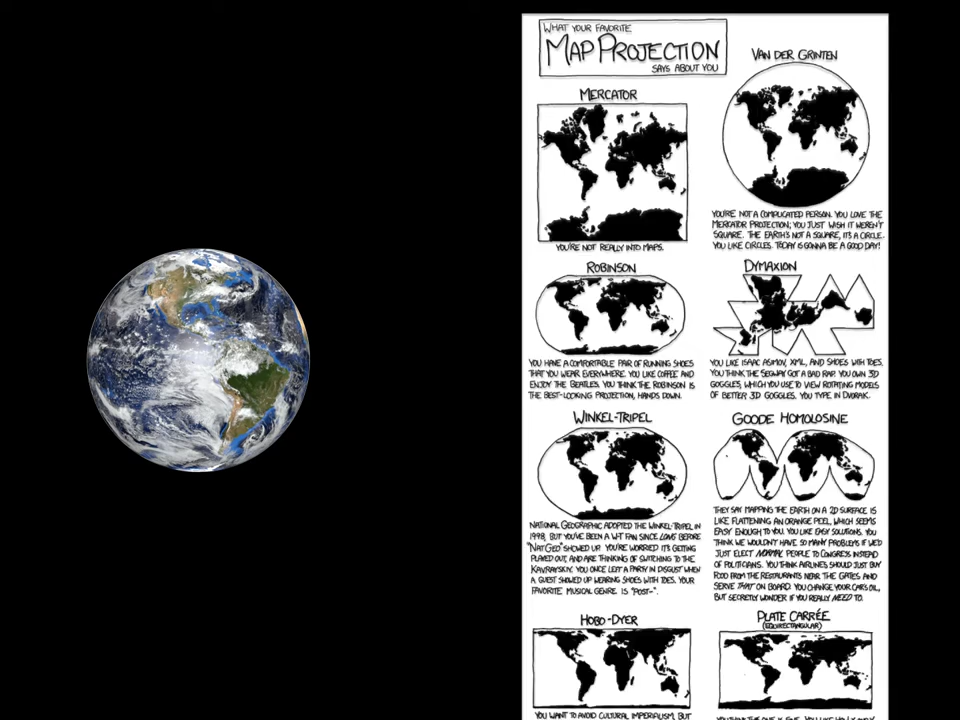 WHAT YOUR FAVORITE
MAP PROJECTION
SAYS ABOUT YOU
MERCATOR
YOU'RE NOT REALLY INTO MAPS.
VAN DER GRINTEN
YOU'RE NOT A COMPLICATED PERSON. YOU LOVE THE
MERCATOR PROJECTION; YOU JUST WISH IT WEREN'T
SQUARE. THE EARTH'S NOT A SQUARE, IT'S A CIRCLE.
YOU LIKE CIRCLES. TODAY IS GONNA BE A GOOD DAY!
ROBINSON
YOU HAVE A COMFORTABLE PAIR OF RUNNING SHOES
THAT YOU WEAR EVERYWHERE. YOU LIKE COFFEE AND
ENJOY THE BEATLES. YOU THINK THE ROBINSON IS
THE BEST-LOOKING PROJECTION, HANDS DOWN.
DYMAXION
YOU LIKE ISAAC ASIMOV, XML, AND SHOES WITH TOES.
YOU THINK THE SEGWAY GOT A BAD RAP. YOU OWN 3D
GOGGLES, WHICH YOU USE TO VIEW ROTATING MODELS
OF BETTER 3D GOGGLES. YOU TYPE IN DVORAK.
WINKEL-TRIPEL
NATIONAL GEOGRAPHIC ADOPTED THE WINKEL-TRIPEL IN
1998, BUT YOU'VE BEEN A W-T FAN SINCE LONG BEFORE
"NAT GEO" SHOWED UP. YOU'RE WORRIED IT'S GETTING
PLAYED OUT, AND ARE THINKING OF SWITCHING TO THE
KAVRAYSKIY. YOU ONCE LEFT A PARTY IN DISGUST WHEN
A GUEST SHOWED UP WEARING SHOES WITH TOES. YOUR
FAVORITE MUSICAL GENRE IS "POST-".
GOODE HOMOLOSINE
THEY SAY MAPPING THE EARTH ON A 2D SURFACE IS
LIKE FLATTENING AN ORANGE PEEL, WHICH SEEMS
EASY ENOUGH TO YOU. YOU LIKE EASY SOLUTIONS. YOU
THINK WE WOULDN'T HAVE SO MANY PROBLEMS IF WE'D
JUST ELECT NORMAL PEOPLE TO CONGRESS INSTEAD
OF POLITICIANS. YOU THINK AIRLINES SHOULD JUST BUY
FOOD FROM THE RESTAURANTS NEAR THE GATES AND
SERVE THAT ON BOARD. YOU CHANGE YOUR CAR'S OIL,
BUT SECRETLY WONDER IF YOU REALLY NEED TO.
HOBO-DYER
YOU WANT TO AVOID CULTURAL IMPERIALISM, BUT
PLATE CARRÉE
(EQUIRECTANGULAR)